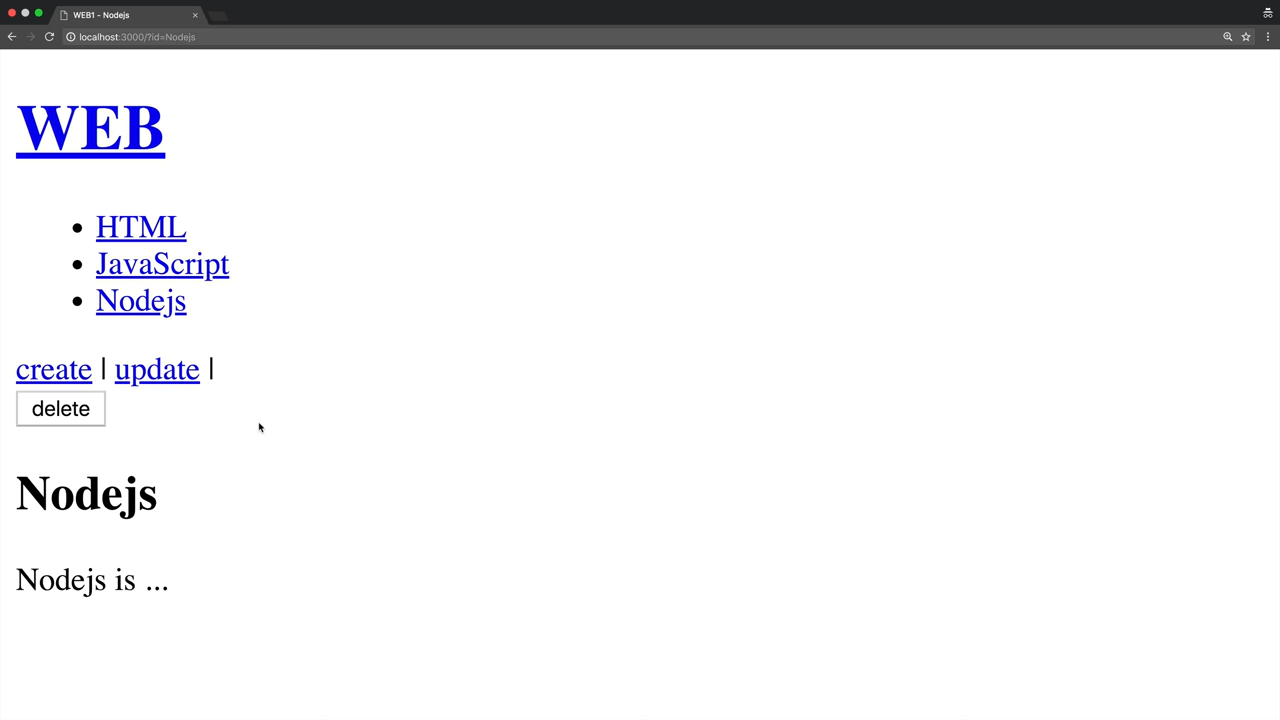 WEB1 - Nodejs
localhost:3000/?id=Nodejs
WEB
HTML
JavaScript
Nodejs
create | update |
delete
Nodejs
Nodejs is ...